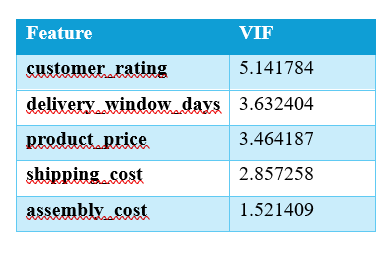 Feature VIF
customer_rating 5.141784
delivery_window_days 3.632404
product_price 3.464187
shipping_cost 2.857258
assembly_cost 1.521409